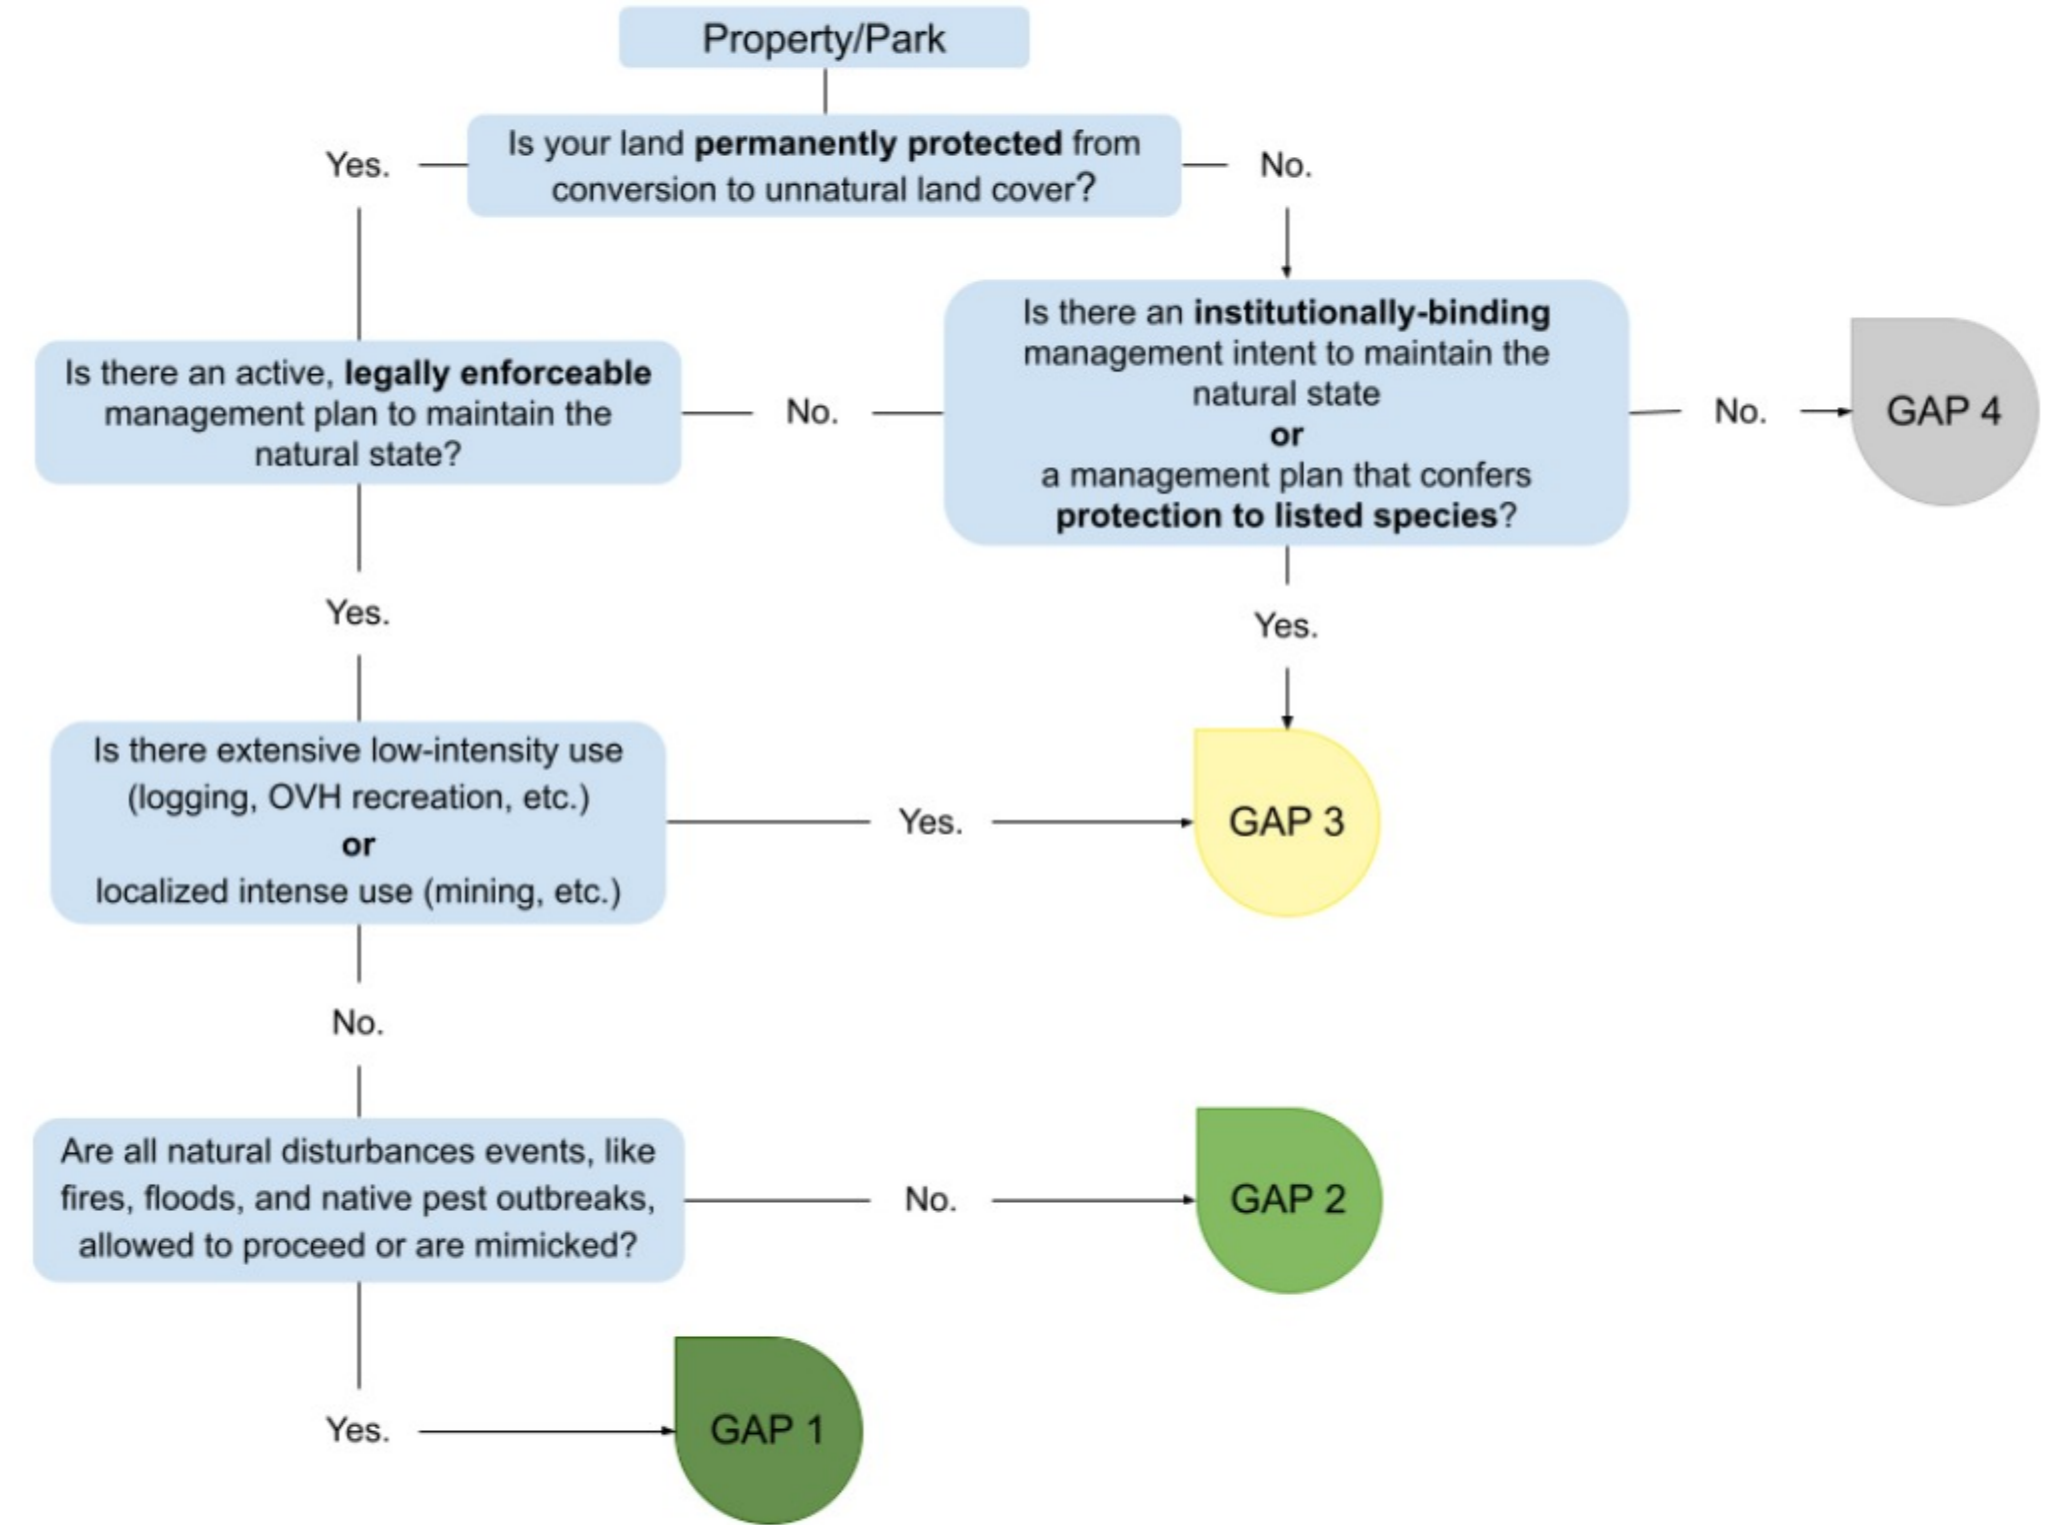 Property/Park
Is your land permanently protected from
conversion to unnatural land cover?
Yes.
No.
Is there an active, legally enforceable
management plan to maintain the
natural state?
No.
Is there an institutionally-binding
management intent to maintain the
natural state
or
a management plan that confers
protection to listed species?
No.
GAP 4
Yes.
Yes.
Is there extensive low-intensity use
(logging, OVH recreation, etc.)
or
localized intense use (mining, etc.)
Yes.
GAP 3
No.
Are all natural disturbances events, like
fires, floods, and native pest outbreaks,
allowed to proceed or are mimicked?
No.
GAP 2
Yes.
GAP 1